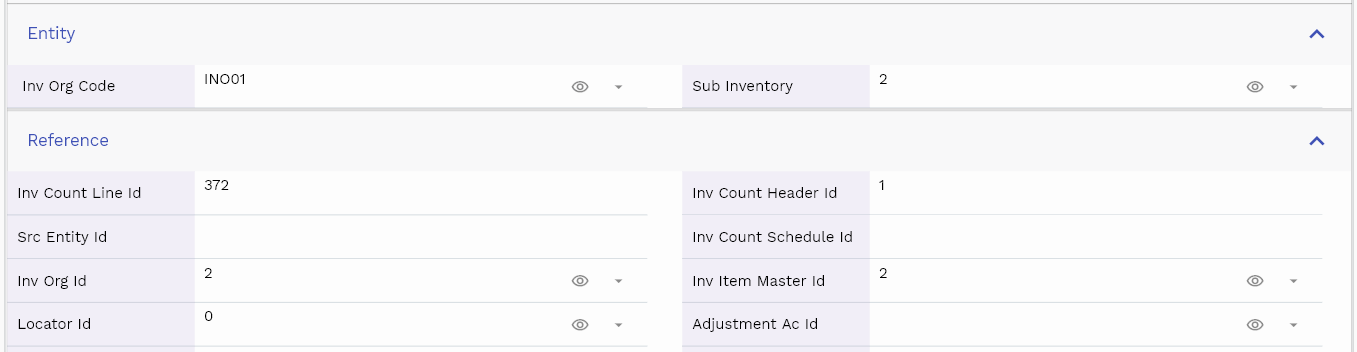 Entity
Inv Org Code INO01 Sub Inventory 2
Reference
Inv Count Line Id 372 Inv Count Header Id 1
Src Entity Id Inv Count Schedule Id
Inv Org Id 2 Inv Item Master Id 2
Locator Id 0 Adjustment Ac Id